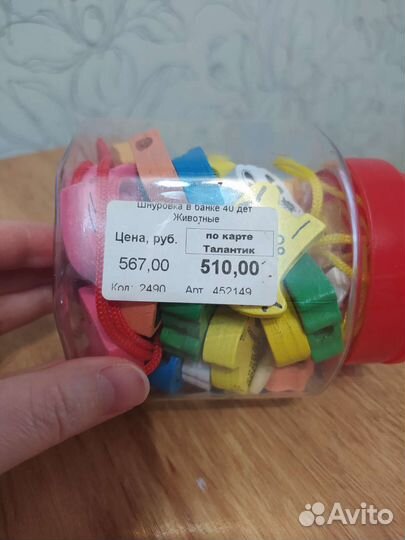 Шнуровка в банке 40 дет
Животные
Цена, руб.
по карте
Талантик
567,00
510,00
Код: 2490
Арт. 452149
Avito